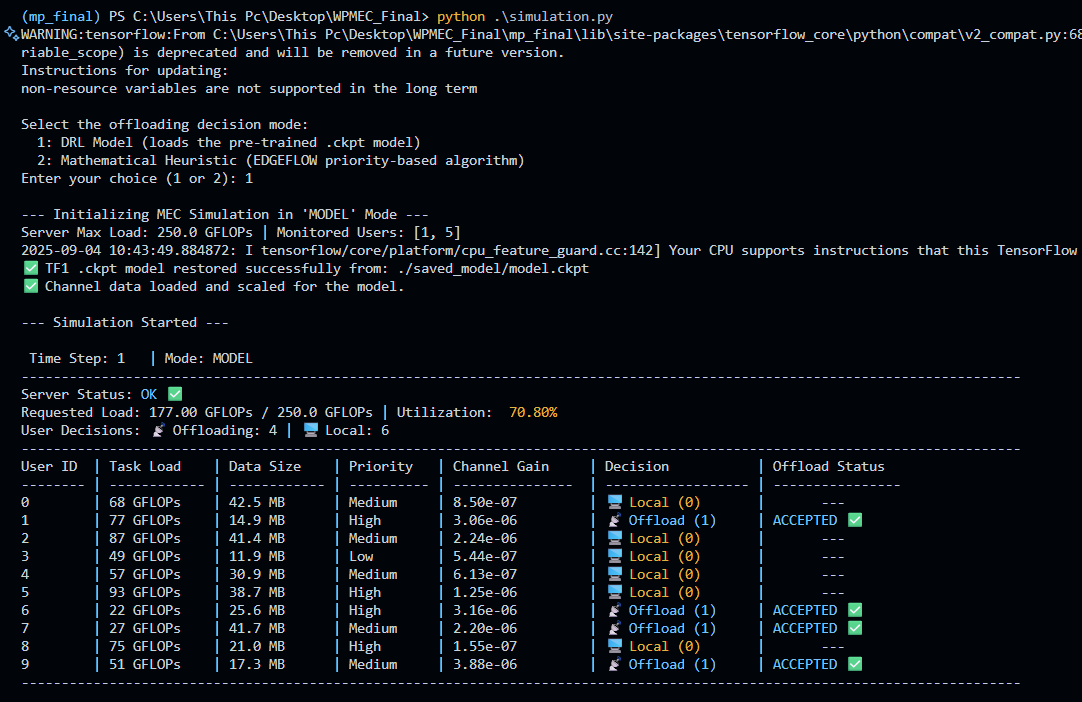 (mp_final) PS C:\Users\This Pc\Desktop\WPMEC_Final> python .\simulation.py
WARNING:tensorflow:From C:\Users\This Pc\Desktop\WPMEC_Final\mp_final\lib\site-packages\tensorflow_core\python\compat\v2_compat.py:68
riable_scope) is deprecated and will be removed in a future version.
Instructions for updating:
non-resource variables are not supported in the long term
Select the offloading decision mode:
1: DRL Model (loads the pre-trained .ckpt model)
2: Mathematical Heuristic (EDGEFLOW priority-based algorithm)
Enter your choice (1 or 2): 1
--- Initializing MEC Simulation in 'MODEL' Mode ---
Server Max Load: 250.0 GFLOPs | Monitored Users: [1, 5]
2025-09-04 10:43:49.884872: I tensorflow/core/platform/cpu_feature_guard.cc:142] Your CPU supports instructions that this TensorFlow
✅ TF1 .ckpt model restored successfully from: ./saved_model/model.ckpt
✅ Channel data loaded and scaled for the model.
--- Simulation Started ---
Time Step: 1 | Mode: MODEL
--------------------------------------------------------------------------------
Server Status: OK ✅
Requested Load: 177.00 GFLOPs / 250.0 GFLOPs | Utilization: 70.80%
User Decisions: 📡 Offloading: 4 | 💻 Local: 6
--------------------------------------------------------------------------------
User ID | Task Load | Data Size | Priority | Channel Gain | Decision | Offload Status
-------- | ------------ | ------------ | ---------- | --------------- | ------------------ | ----------------
0 | 68 GFLOPs | 42.5 MB | Medium | 8.50e-07 | 💻 Local (0) | ---
1 | 77 GFLOPs | 14.9 MB | High | 3.06e-06 | 📡 Offload (1) | ACCEPTED ✅
2 | 87 GFLOPs | 41.4 MB | Medium | 2.24e-06 | 💻 Local (0) | ---
3 | 49 GFLOPs | 11.9 MB | Low | 5.44e-07 | 💻 Local (0) | ---
4 | 57 GFLOPs | 30.9 MB | Medium | 6.13e-07 | 💻 Local (0) | ---
5 | 93 GFLOPs | 38.7 MB | High | 1.25e-06 | 💻 Local (0) | ---
6 | 22 GFLOPs | 25.6 MB | High | 3.16e-06 | 📡 Offload (1) | ACCEPTED ✅
7 | 27 GFLOPs | 41.7 MB | Medium | 2.20e-06 | 📡 Offload (1) | ACCEPTED ✅
8 | 75 GFLOPs | 21.0 MB | High | 1.55e-07 | 💻 Local (0) | ---
9 | 51 GFLOPs | 17.3 MB | Medium | 3.88e-06 | 📡 Offload (1) | ACCEPTED ✅
--------------------------------------------------------------------------------